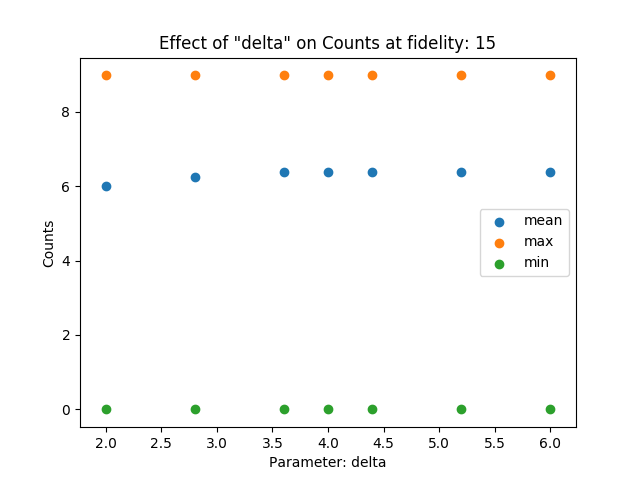 Effect of "delta" on Counts at fidelity: 15
8
6
4
2
0
Counts
mean
max
min
2.0 2.5 3.0 3.5 4.0 4.5 5.0 5.5 6.0
Parameter: delta